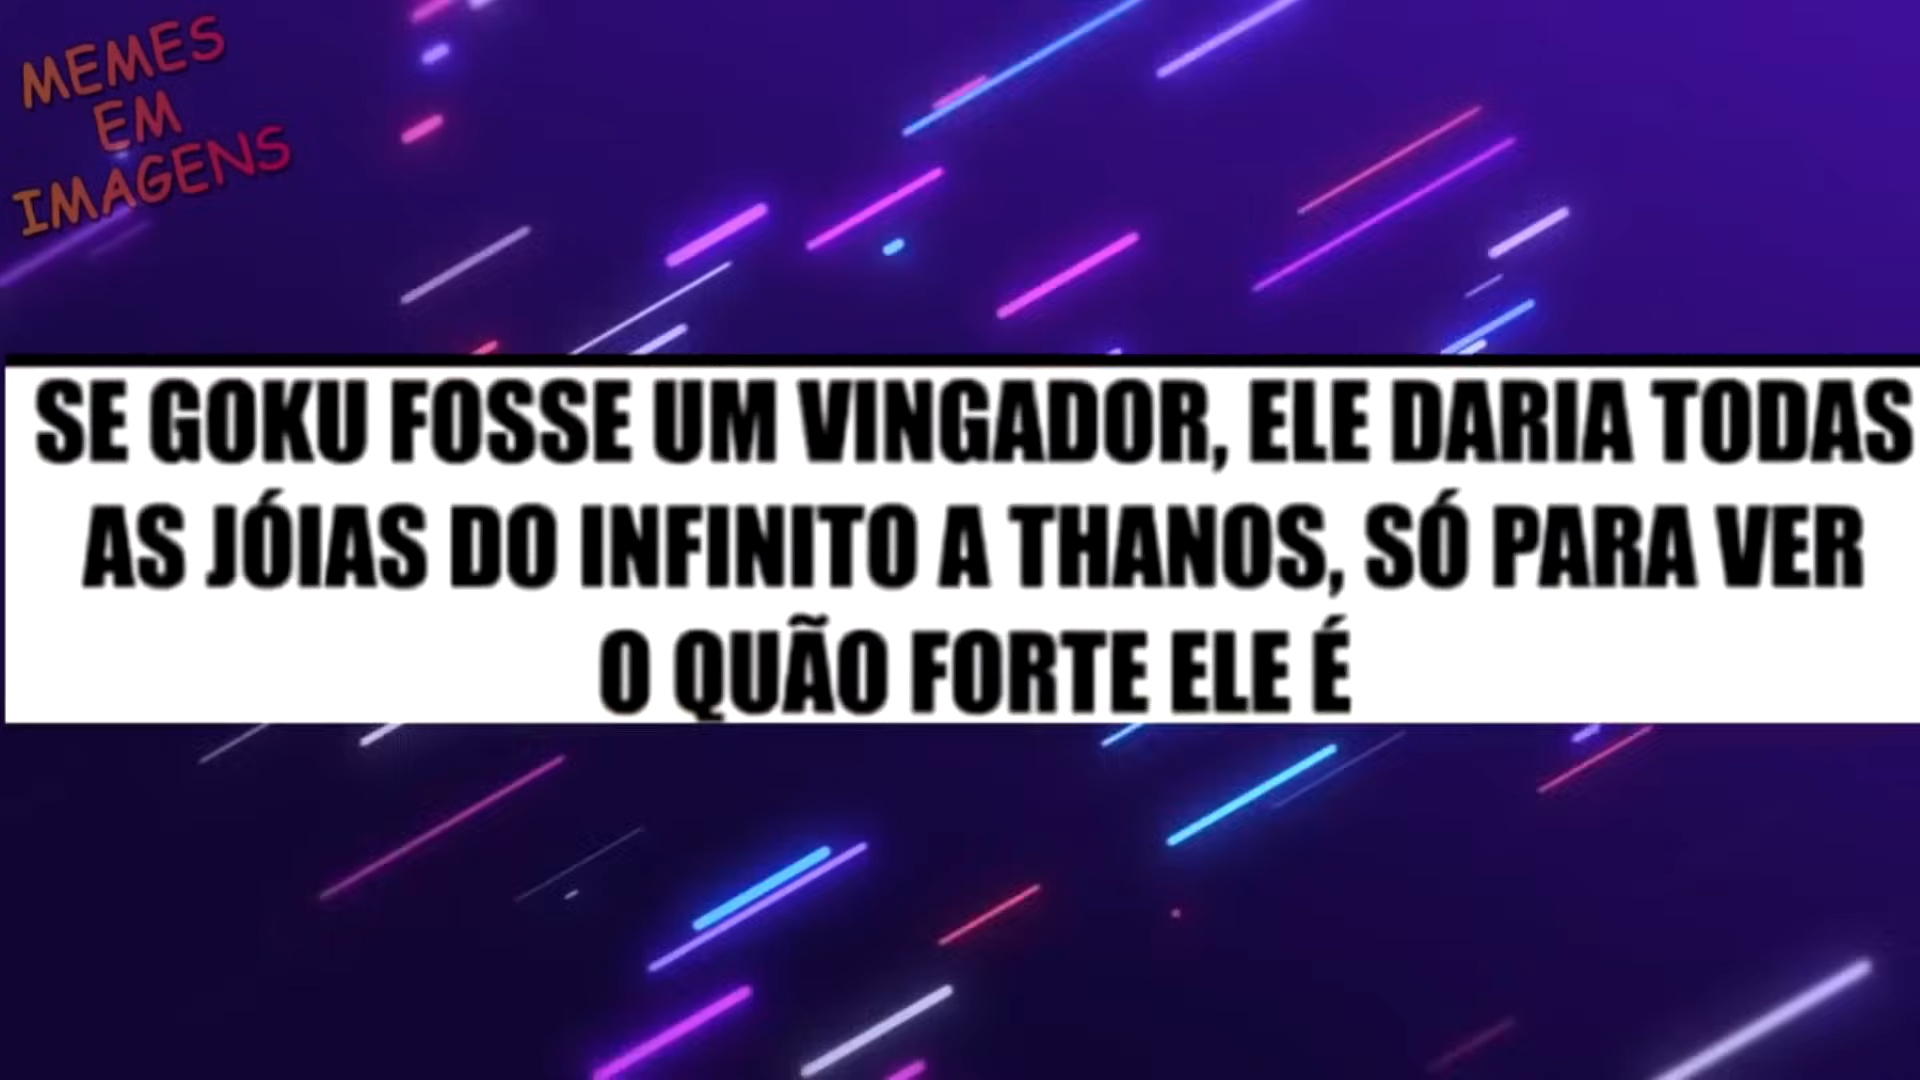 MEMES
EM
IMAGENS
SE GOKU FOSSE UM VINGADOR, ELE DARIA TODAS
AS JÓIAS DO INFINITO A THANOS, SÓ PARA VER
O QUÃO FORTE ELE É